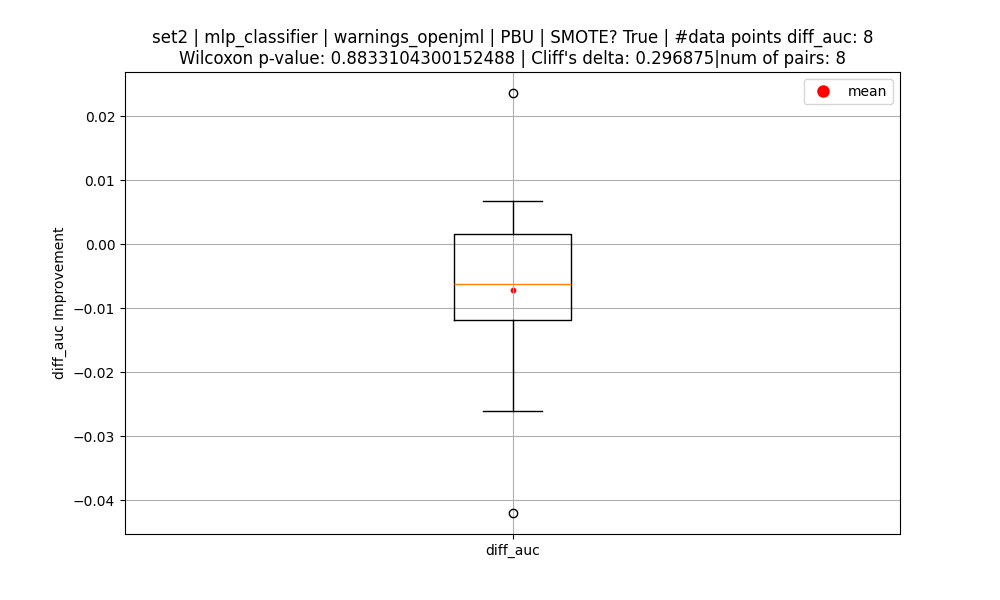 set2 | mlp_classifier | warnings_openjml | PBU | SMOTE? True | #data points diff_auc: 8
Wilcoxon p-value: 0.8833104300152488 | Cliff's delta: 0.296875|num of pairs: 8
mean
0.02
0.01
0.00
−0.01
−0.02
−0.03
−0.04
diff_auc Improvement
diff_auc